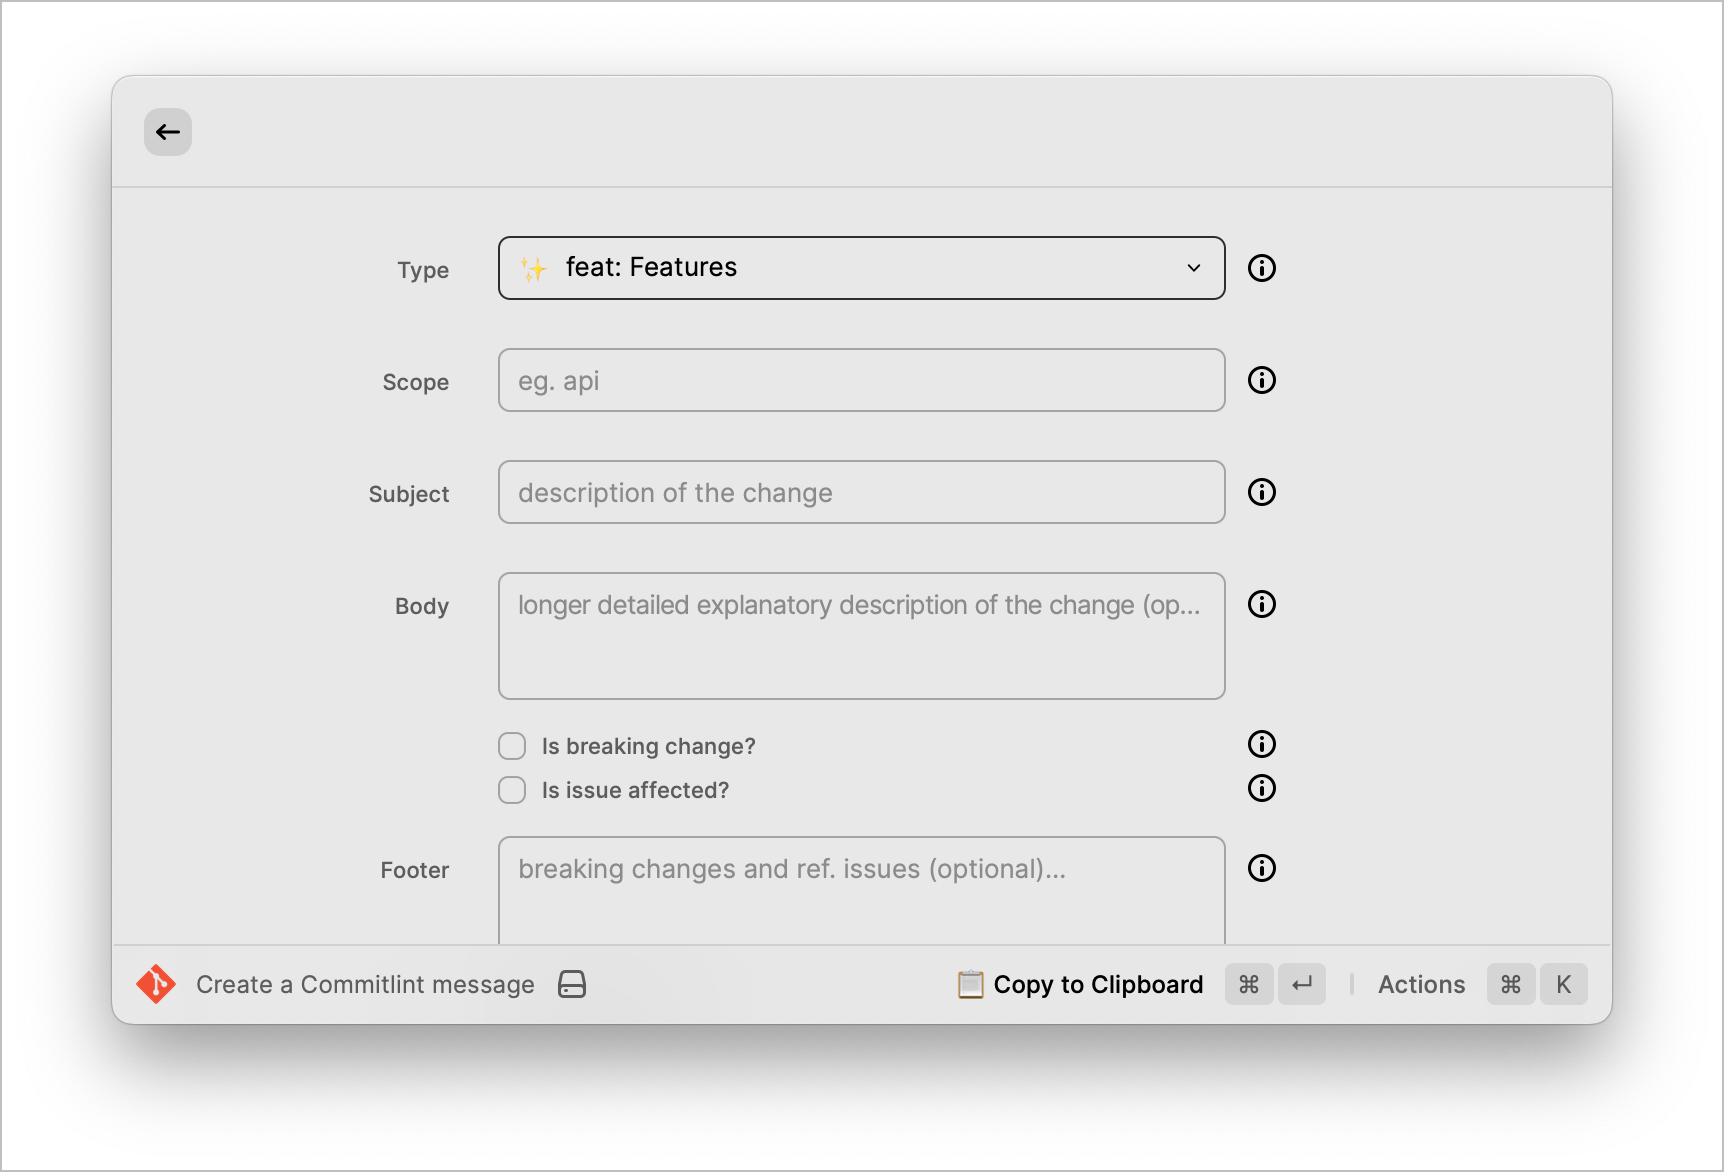 Type
✨ feat: Features
Scope
eg. api
Subject
description of the change
Body
longer detailed explanatory description of the change (op...
Is breaking change?
Is issue affected?
Footer
breaking changes and ref. issues (optional)...
Create a Commitlint message
📋 Copy to Clipboard ⌘ ↵ | Actions ⌘ K